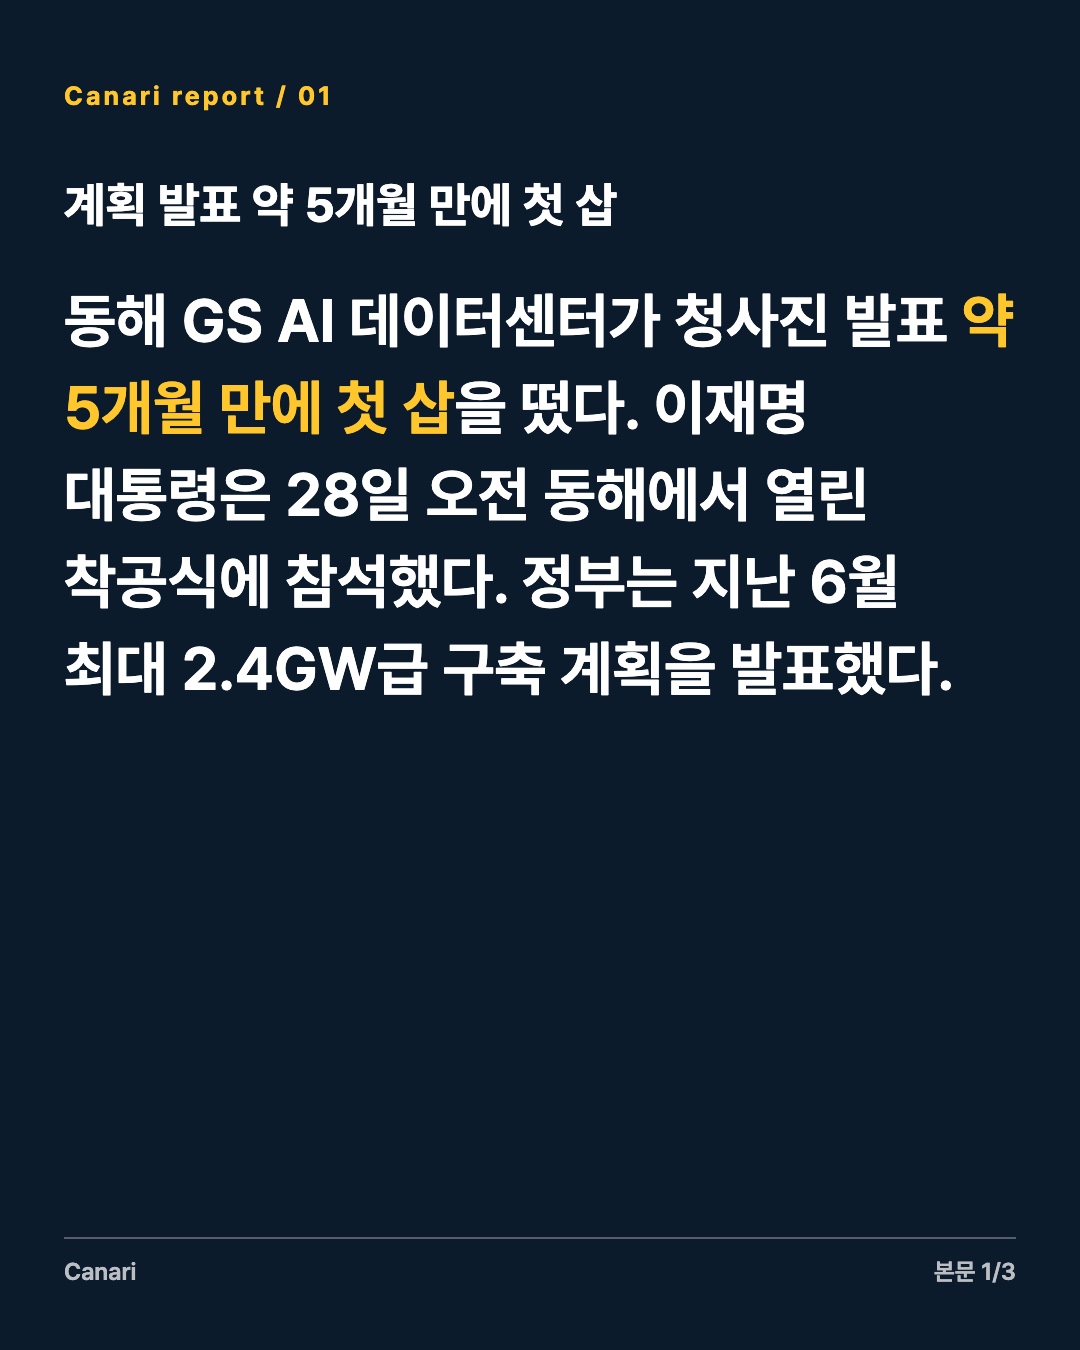 Canari report / 01
계획 발표 약 5개월 만에 첫 삽
동해 GS AI 데이터센터가 청사진 발표 약
5개월 만에 첫 삽을 떴다. 이재명
대통령은 28일 오전 동해에서 열린
착공식에 참석했다. 정부는 지난 6월
최대 2.4GW급 구축 계획을 발표했다.
Canari
본문 1/3